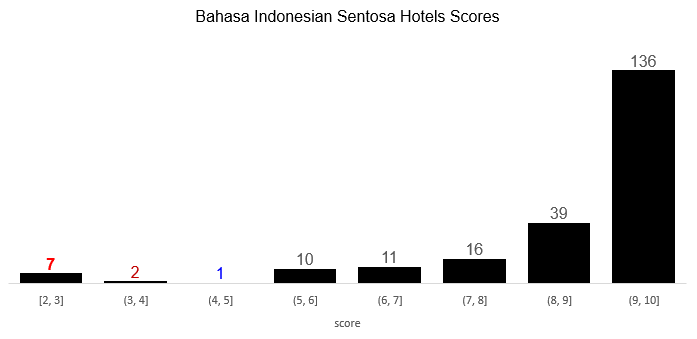 Bahasa Indonesian Sentosa Hotels Scores
136
39
16
11
10
7
2
1
[2, 3] (3, 4] (4, 5] (5, 6] (6, 7] (7, 8] (8, 9] (9, 10]
score